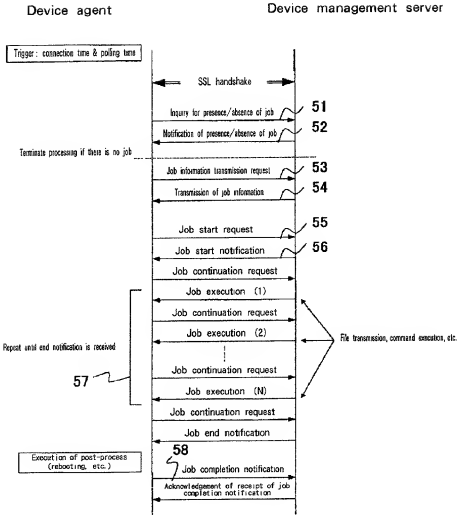 Device agent
Device management server
Trigger: connection time & polling time
SSL handshake
Inquiry for presence/absence of job
51
Notification of presence/absence of job
52
Terminate processing if there is no job
Job information transmission request
53
Transmission of job information
54
Job start request
55
Job start notification
56
Job continuation request
Job execution (1)
Job continuation request
Job execution (2)
File transmission, command execution, etc.
Repeat until end notification is received
57
Job continuation request
Job execution (N)
Job continuation request
Job end notification
Execution of post-process
(rebooting, etc.)
58
Job completion notification
Acknowledgement of receipt of job
completion notification